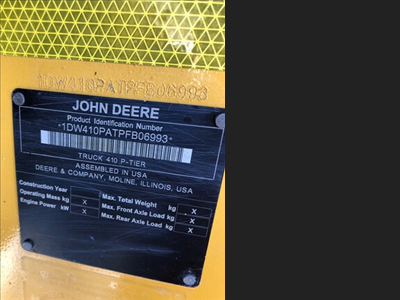 1DW410PATPFB06993
JOHN DEERE
Product Identification Number
*1DW410PATPFB06993*
TRUCK 410 P-TIER
ASSEMBLED IN USA
DEERE & COMPANY, MOLINE, ILLINOIS, USA
Construction Year
Operating Mass kg X Max. Total Weight kg X
Engine Power kW X Max. Front Axle Load kg X
Max. Rear Axle Load kg X